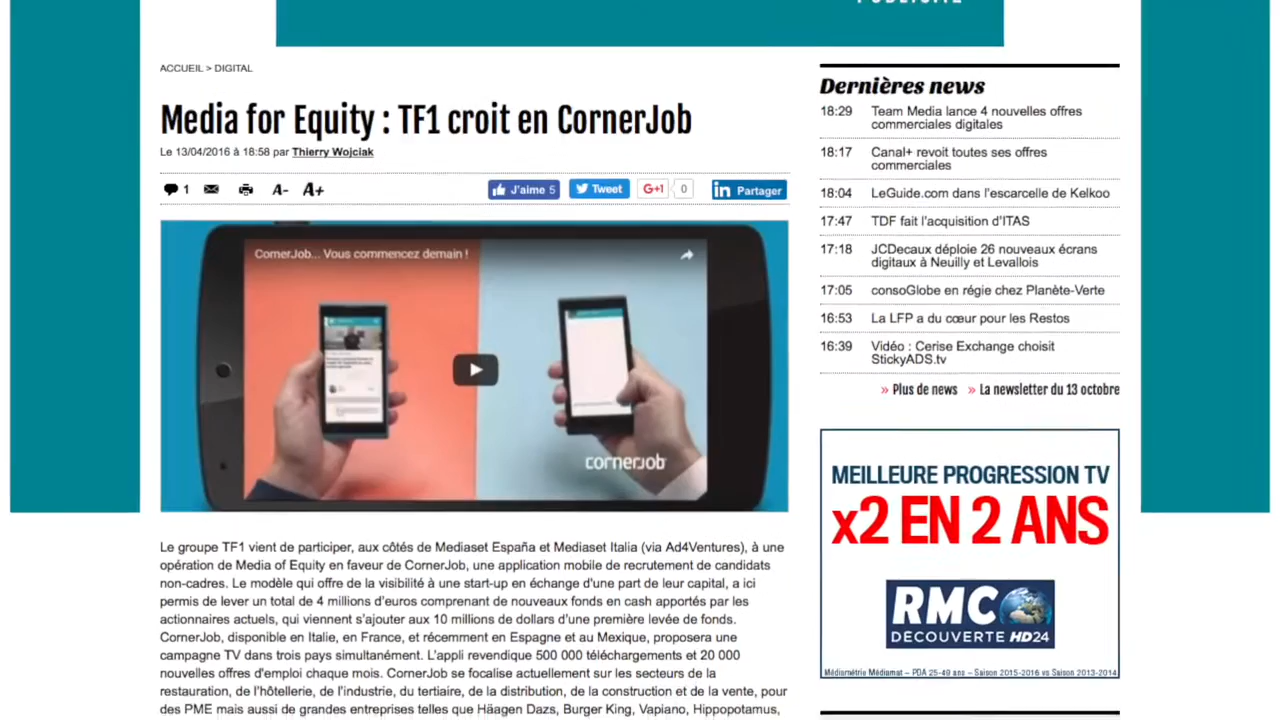 ACCUEIL > DIGITAL
Media for Equity : TF1 croit en CornerJob
Le 13/04/2016 à 18:58 par Thierry Wojciak
1
A-
A+
J'aime 5
Tweet
G+1
0
in Partager
CornerJob... Vous commencez demain !
cornerjob
Le groupe TF1 vient de participer, aux côtés de Mediaset España et Mediaset Italia (via Ad4Ventures), à une
opération de Media of Equity en faveur de CornerJob, une application mobile de recrutement de candidats
non-cadres. Le modèle qui offre de la visibilité à une start-up en échange d'une part de leur capital, a ici
permis de lever un total de 4 millions d'euros comprenant de nouveaux fonds en cash apportés par les
actionnaires actuels, qui viennent s'ajouter aux 10 millions de dollars d'une première levée de fonds.
CornerJob, disponible en Italie, en France, et récemment en Espagne et au Mexique, proposera une
campagne TV dans trois pays simultanément. L'appli revendique 500 000 téléchargements et 20 000
nouvelles offres d'emploi chaque mois. CornerJob se focalise actuellement sur les secteurs de la
restauration, de l'hôtellerie, de l'industrie, du tertiaire, de la distribution, de la construction et de la vente, pour
des PME mais aussi de grandes entreprises telles que Häagen Dazs, Burger King, Vapiano, Hippopotamus,
Dernières news
18:29 Team Media lance 4 nouvelles offres
commerciales digitales
18:17 Canal+ revoit toutes ses offres
commerciales
18:04 LeGuide.com dans l'escarcelle de Kelkoo
17:47 TDF fait l'acquisition d'ITAS
17:18 JCDecaux déploie 26 nouveaux écrans
digitaux à Neuilly et Levallois
17:05 consoGlobe en régie chez Planète-Verte
16:53 La LFP a du cœur pour les Restos
16:39 Vidéo : Cerise Exchange choisit
StickyADS.tv
» Plus de news » La newsletter du 13 octobre
MEILLEURE PROGRESSION TV
x2 EN 2 ANS
RMC
DÉCOUVERTE HD24
Médiamétrie Médiamat – PDA 25-49 ans – Saison 2015-2016 vs Saison 2013-2014